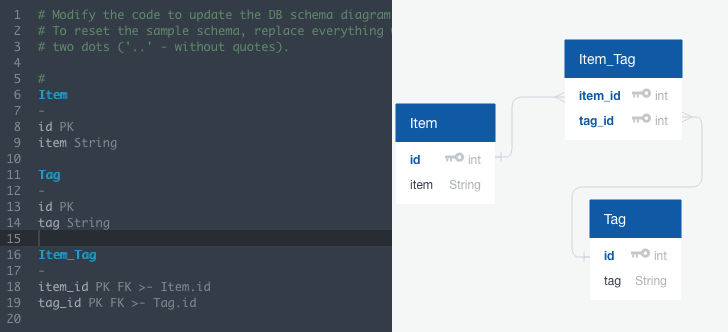 1 # Modify the code to update the DB schema diagram
2 # To reset the sample schema, replace everything
3 # two dots ('..' - without quotes).
4
5 #
6 Item
7 -
8 id PK
9 item String
10
11 Tag
12 -
13 id PK
14 tag String
15
16 Item_Tag
17 -
18 item_id PK FK >- Item.id
19 tag_id PK FK >- Tag.id
20
Item
id int
item String
Item_Tag
item_id int
tag_id int
Tag
id int
tag String